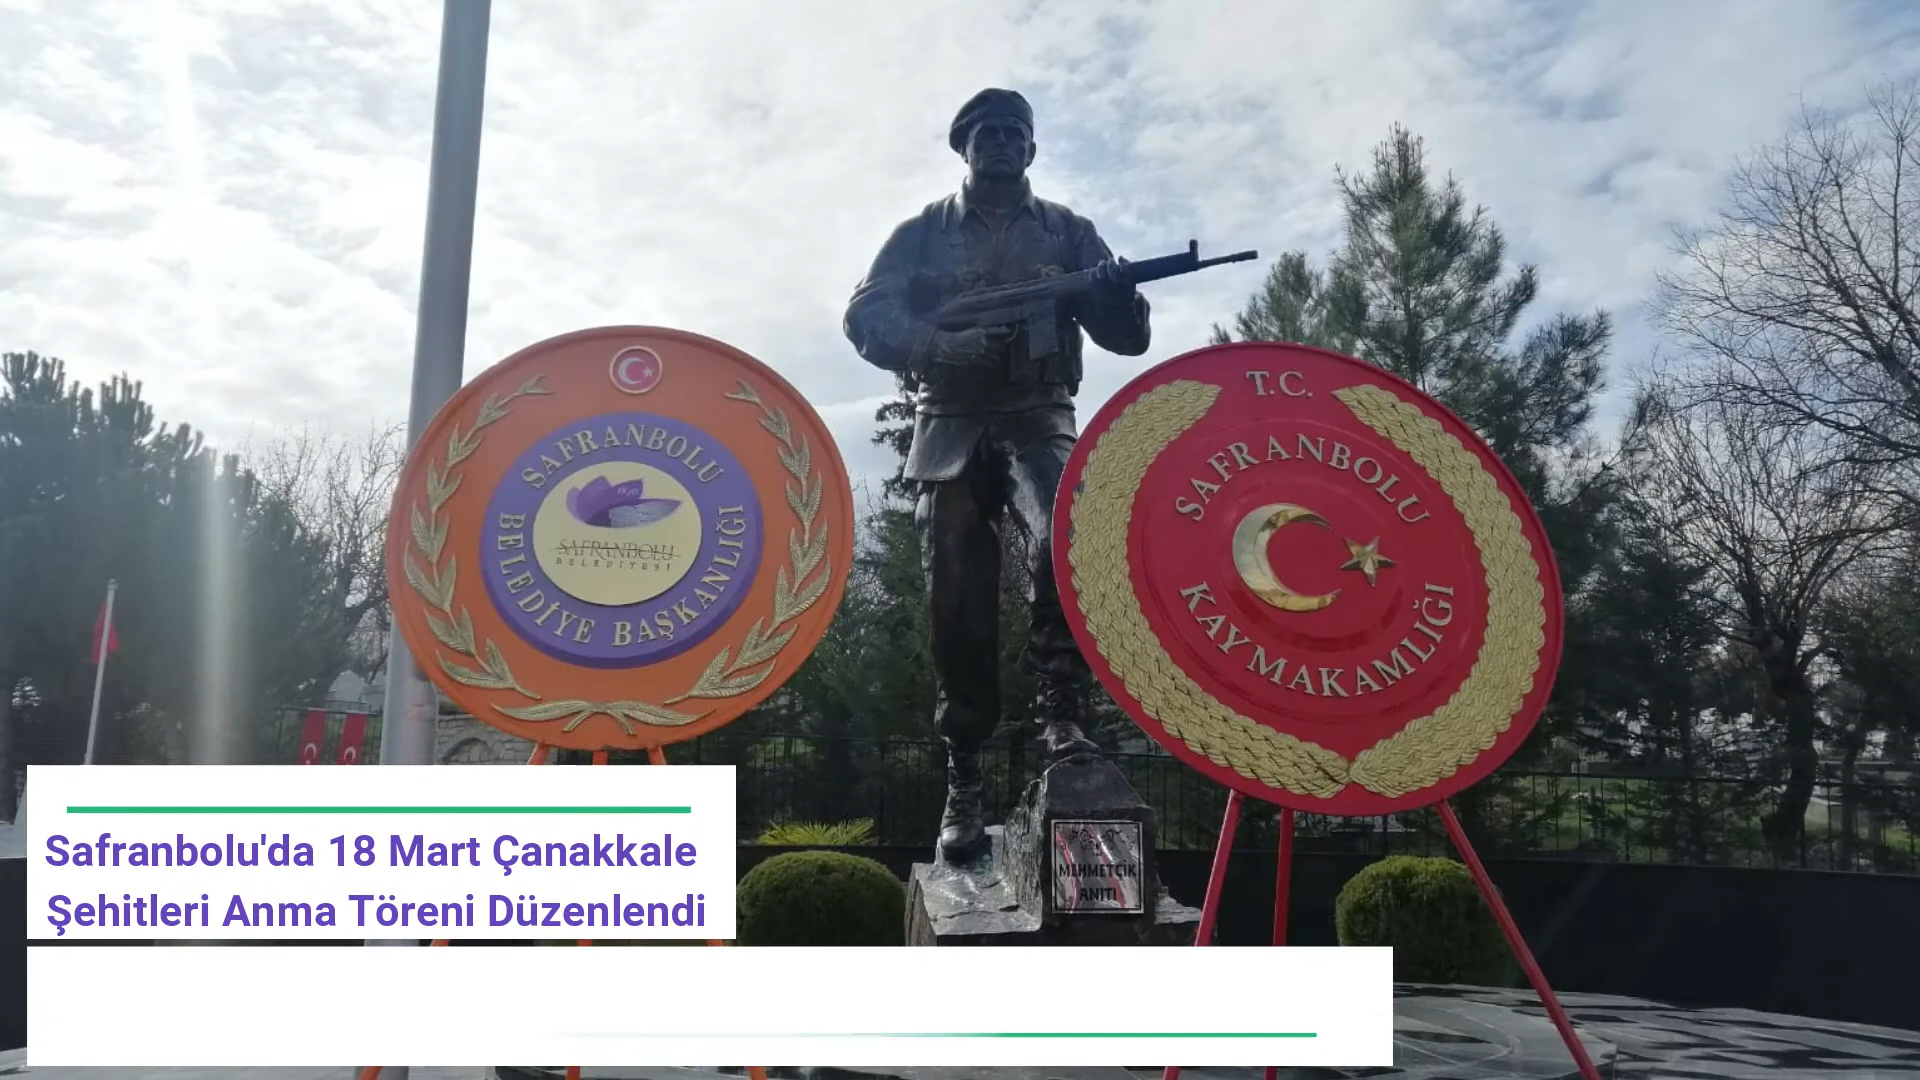 SAFRANBOLU
1870
SAFRANBOLU
BELEDİYESİ
BELEDİYE BAŞKANLIĞI
T.C.
SAFRANBOLU
KAYMAKAMLIĞI
MEHMETÇİK
ANITI
Safranbolu'da 18 Mart Çanakkale
Şehitleri Anma Töreni Düzenlendi